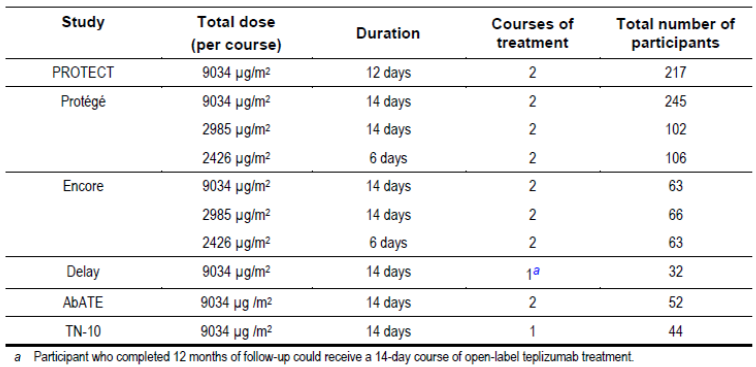 Study Total dose (per course) Duration Courses of treatment Total number of participants
PROTECT 9034 µg/m² 12 days 2 217
Protégé 9034 µg/m² 14 days 2 245
2985 µg/m² 14 days 2 102
2426 µg/m² 6 days 2 106
Encore 9034 µg/m² 14 days 2 63
2985 µg/m² 14 days 2 66
2426 µg/m² 6 days 2 63
Delay 9034 µg/m² 14 days 1a 32
AbATE 9034 µg /m² 14 days 2 52
TN-10 9034 µg /m² 14 days 1 44
a Participant who completed 12 months of follow-up could receive a 14-day course of open-label teplizumab treatment.